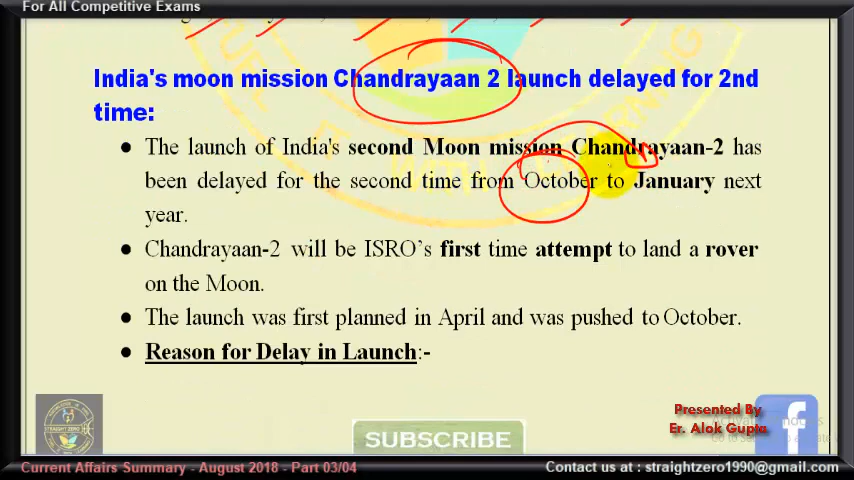 For All Competitive Exams
India's moon mission Chandrayaan 2 launch delayed for 2nd
time:
● The launch of India's second Moon mission Chandrayaan-2 has
been delayed for the second time from October to January next
year.
● Chandrayaan-2 will be ISRO's first time attempt to land a rover
on the Moon.
● The launch was first planned in April and was pushed to October.
● Reason for Delay in Launch:-
STRAIGHT ZERO
SUBSCRIBE
Presented By
Er. Alok Gupta
Current Affairs Summary - August 2018 - Part 03/04
Contact us at : straightzero1990@gmail.com